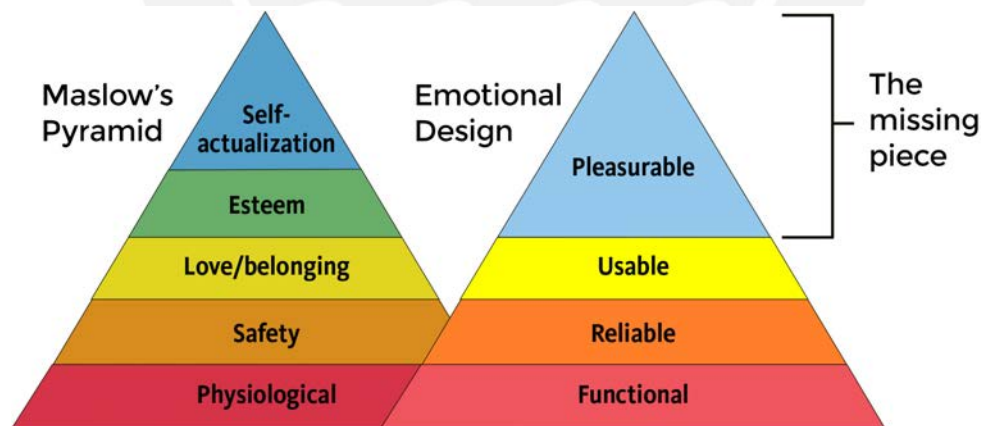 Maslow's
Pyramid
Self-
actualization
Esteem
Love/belonging
Safety
Physiological
Emotional
Design
Pleasurable
Usable
Reliable
Functional
The
missing
piece